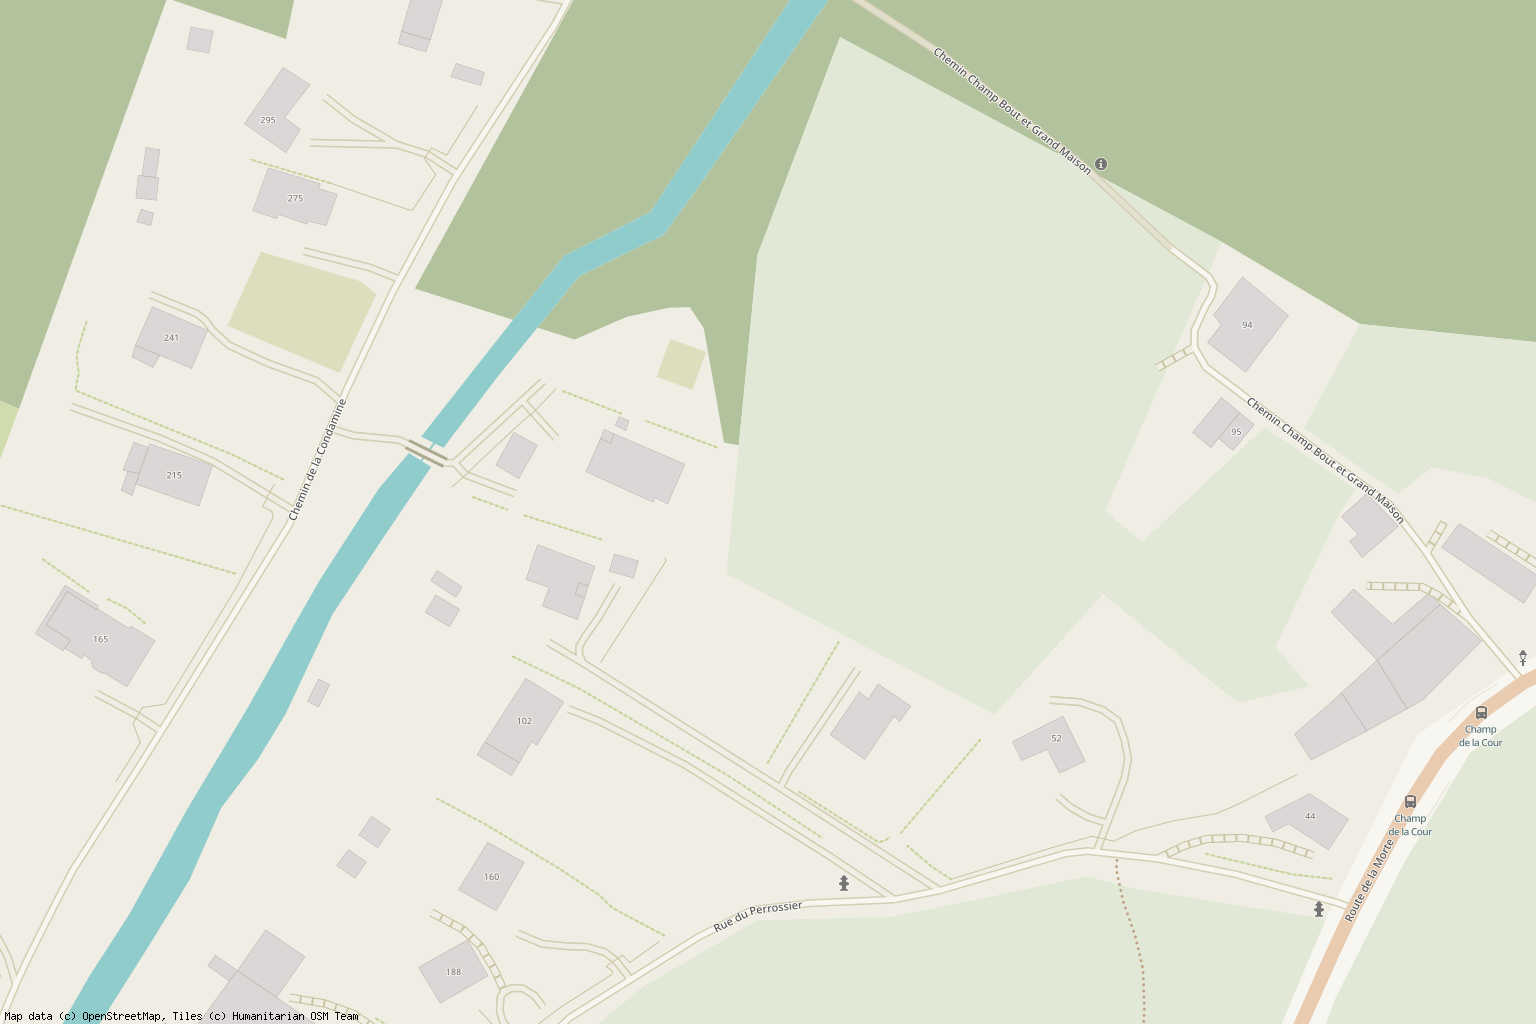 Chemin Champ Bout et Grand Maison
295
275
94
241
Chemin de la Condamine
Chemin Champ Bout et Grand Maison
95
215
165
102
Champ
de la Cour
52
44
Champ
de la Cour
160
Route de la Morte
Rue du Perrossier
188
Map data (c) OpenStreetMap, Tiles (c) Humanitarian OSM Team